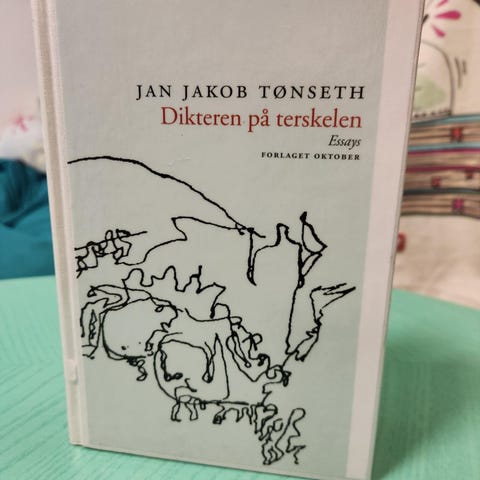 JAN JAKOB TØNSETH
Dikteren på terskelen
Essays
FORLAGET OKTOBER